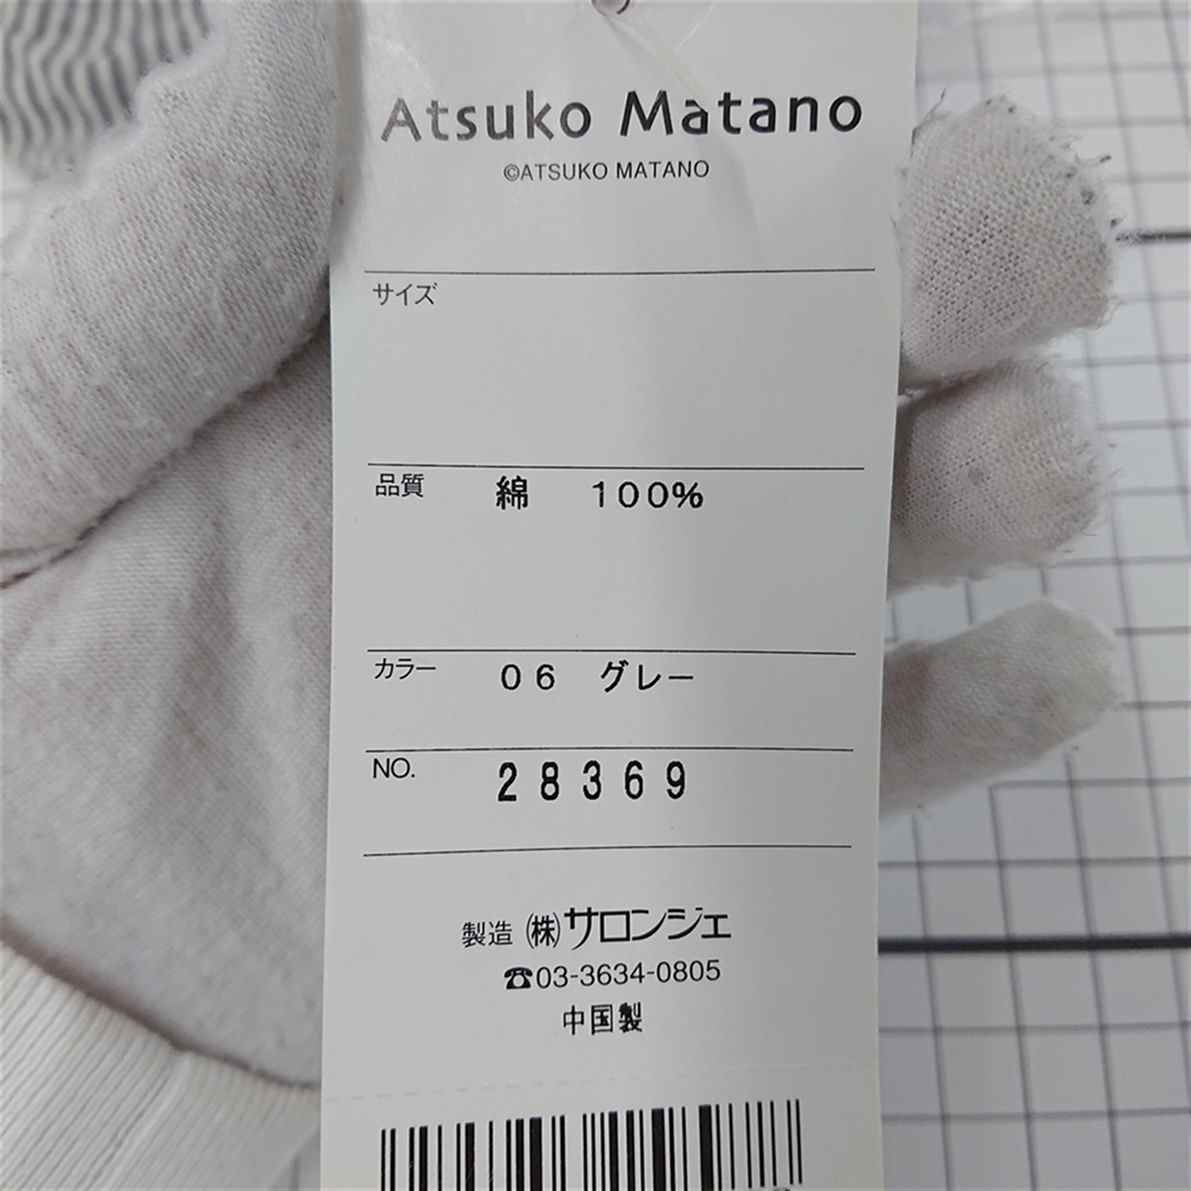 Atsuko Matano
©ATSUKO MATANO
サイズ
品質 綿 100%
カラー 06 グレー
NO. 28369
製造 (株)サロンジェ
☎03-3634-0805
中国製